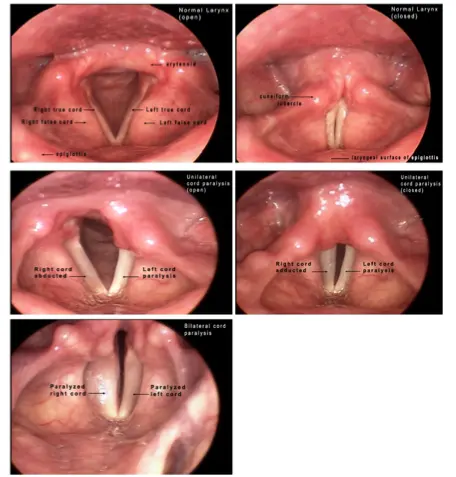 Normal Larynx
(open)
arytenoid
Right true cord
Left true cord
Right false cord
Left false cord
epiglottis
Normal Larynx
(closed)
cuneiform
tubercle
laryngeal surface of epiglottis
Unilateral
cord paralysis
(open)
Right cord
abducted
Left cord
paralysis
Unilateral
cord paralysis
(closed)
Right cord
adducted
Left cord
paralysis
Bilateral cord
paralysis
Paralyzed
right cord
Paralyzed
left cord